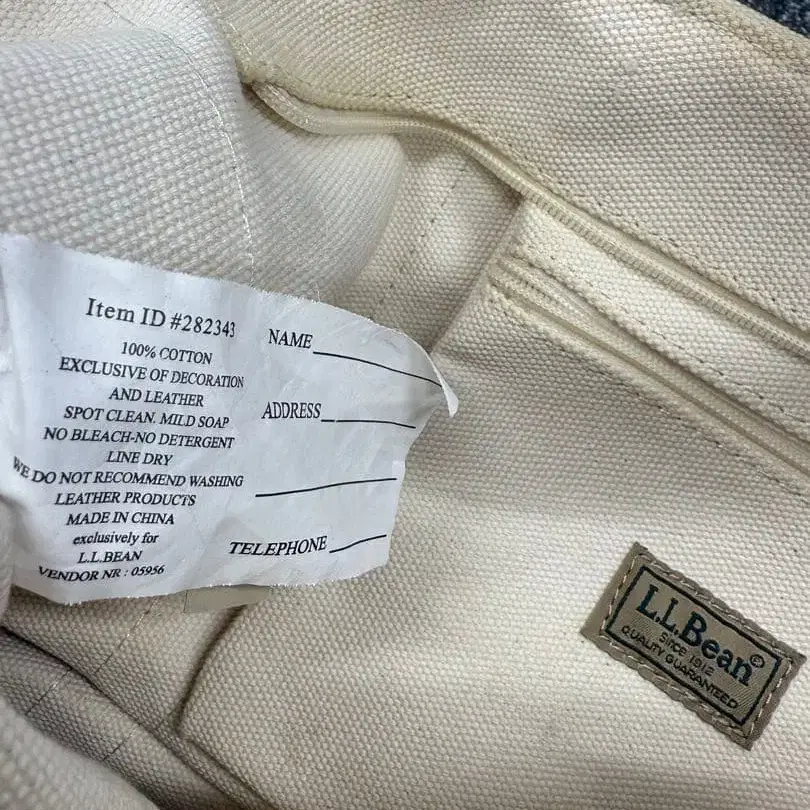 Item ID #282343
100% COTTON
EXCLUSIVE OF DECORATION
AND LEATHER
SPOT CLEAN. MILD SOAP
NO BLEACH-NO DETERGENT
LINE DRY
WE DO NOT RECOMMEND WASHING
LEATHER PRODUCTS
MADE IN CHINA
exclusively for
L.L.BEAN
VENDOR NR : 05956
NAME
ADDRESS
TELEPHONE
L.L.Bean®
SINCE 1912
QUALITY GUARANTEED